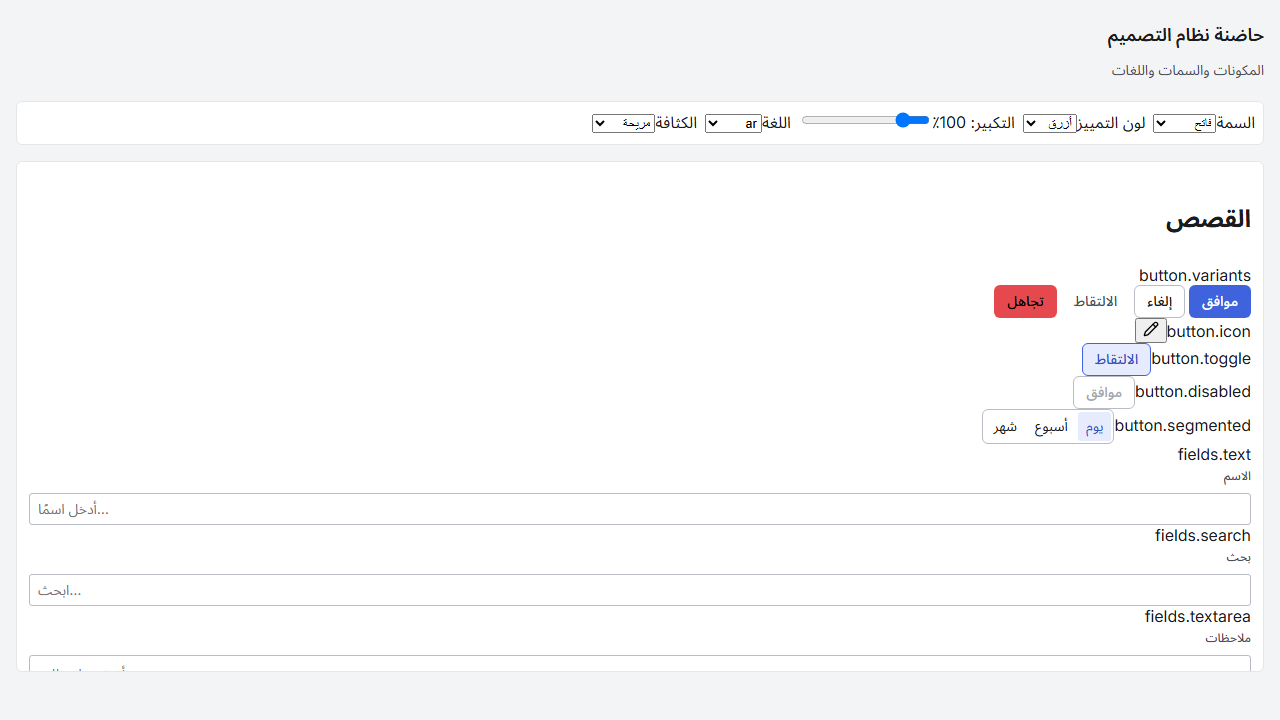 حاضنة نظام التصميم
المكونات والسمات واللغات
السمة فاتح لون التمييز أزرق التكبير: 100٪ اللغة ar الكثافة مريحة
القصص
button.variants
موافق إلغاء الالتقاط تجاهل
button.icon
button.toggle الالتقاط
button.disabled موافق
button.segmented يوم أسبوع شهر
fields.text
الاسم
أدخل اسمًا...
fields.search
بحث
ابحث...
fields.textarea
ملاحظات